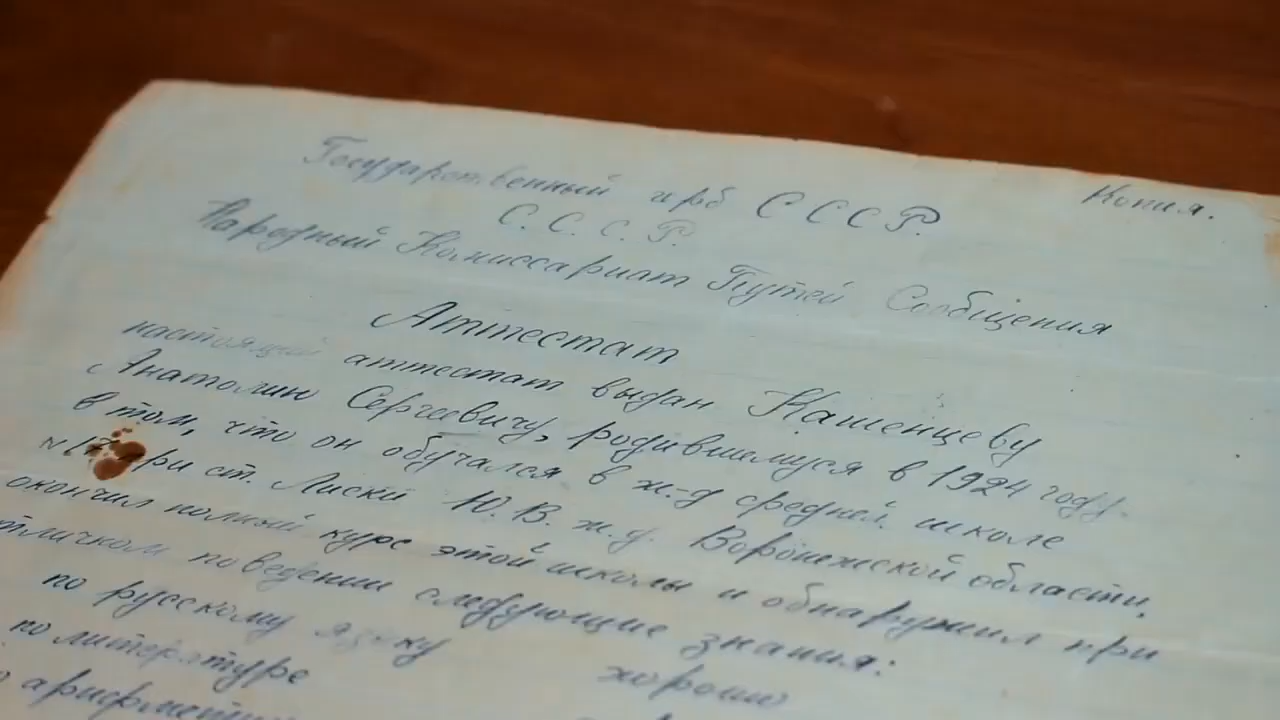 Копия.
Государственный герб С С С Р.
С. С. С. Р.
Народный Комиссариат Путей Сообщения
Аттестат
настоящий аттестат выдан Кашенцеву
Анатолию Сергеевичу, родившемуся в 1924 году.
в том, что он обучался в ж.-д средней школе
N 17 при ст. Лиски Ю. В. ж. д. Воронежской области.
окончил полный курс этой школы и обнаружил при
отличном поведении следующие знания:
по русскому языку хорошо
по литературе